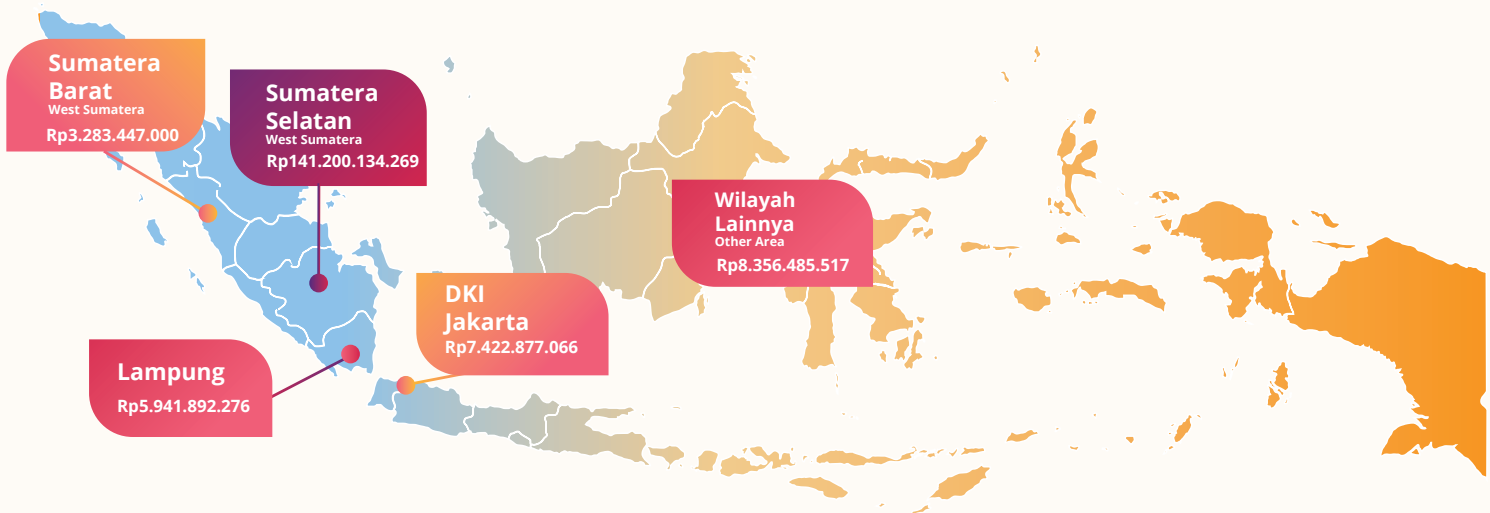 Sumatera
Barat
West Sumatera
Rp3.283.447.000
Sumatera
Selatan
West Sumatera
Rp141.200.134.269
Wilayah
Lainnya
Other Area
Rp8.356.485.517
DKI
Jakarta
Rp7.422.877.066
Lampung
Rp5.941.892.276